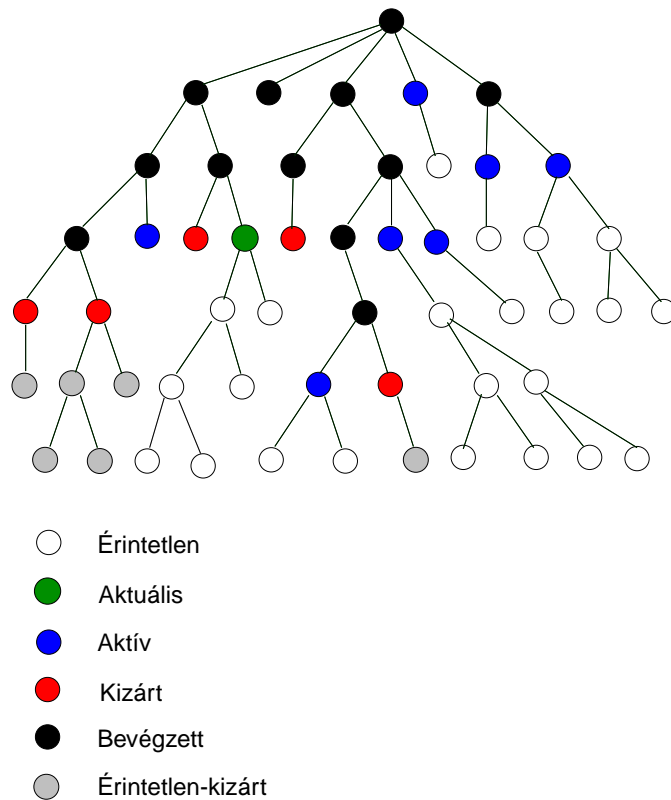 Érintetlen
Aktuális
Aktív
Kizárt
Bevégzett
Érintetlen-kizárt